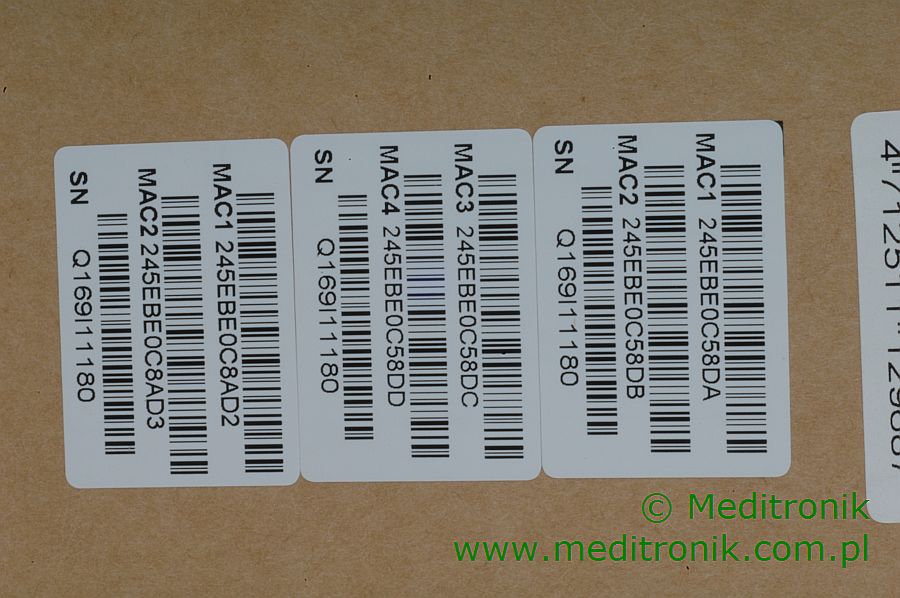 MAC1 245EBE0C58DA
MAC2 245EBE0C58DB
SN Q169I11180
MAC3 245EBE0C58DC
MAC4 245EBE0C58DD
SN Q169I11180
MAC1 245EBE0C8AD2
MAC2 245EBE0C8AD3
SN Q169I11180
© Meditronik
www.meditronik.com.pl